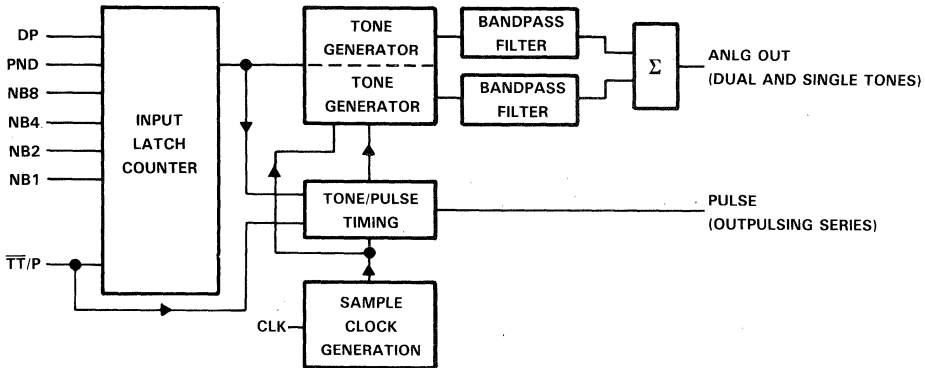 DP
PND
NB8
NB4
NB2
NB1
T̅T̅/P
INPUT
LATCH
COUNTER
TONE
GENERATOR
TONE
GENERATOR
BANDPASS
FILTER
BANDPASS
FILTER
Σ
ANLG OUT
(DUAL AND SINGLE TONES)
TONE/PULSE
TIMING
PULSE
(OUTPULSING SERIES)
CLK
SAMPLE
CLOCK
GENERATION